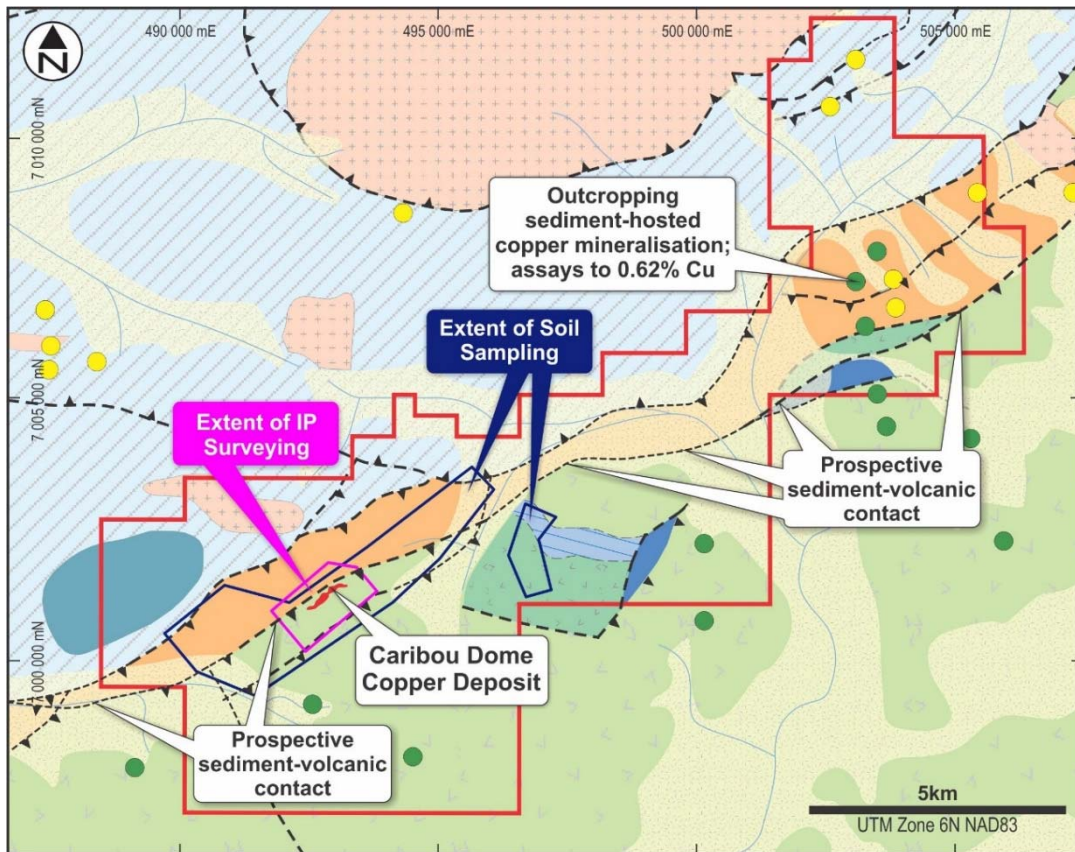 490 000 mE
495 000 mE
500 000 mE
505 000 mE
N
7 010 000 mN
Outcropping
sediment-hosted
copper mineralisation;
assays to 0.62% Cu
Extent of Soil
Sampling
7 005 000 mN
Extent of IP
Surveying
Prospective
sediment-volcanic
contact
Caribou Dome
Copper Deposit
7 000 000 mN
Prospective
sediment-volcanic
contact
5km
UTM Zone 6N NAD83